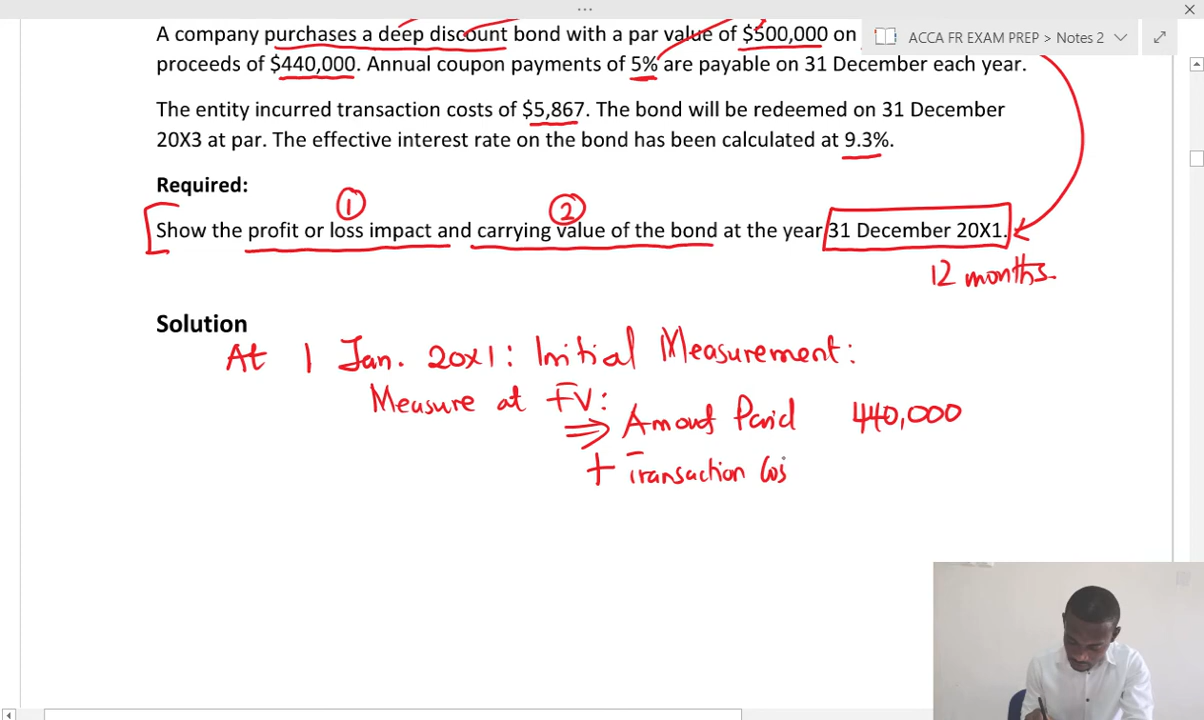 A company purchases a deep discount bond with a par value of $500,000 on
ACCA FR EXAM PREP > Notes 2
proceeds of $440,000. Annual coupon payments of 5% are payable on 31 December each year.
The entity incurred transaction costs of $5,867. The bond will be redeemed on 31 December
20X3 at par. The effective interest rate on the bond has been calculated at 9.3%.
Required:
1 2
Show the profit or loss impact and carrying value of the bond at the year 31 December 20X1.
12 months.
Solution
At 1 Jan. 20x1: Initial Measurement:
Measure at FV:
⇒ Amout Paid 440,000
+ Transaction Cos